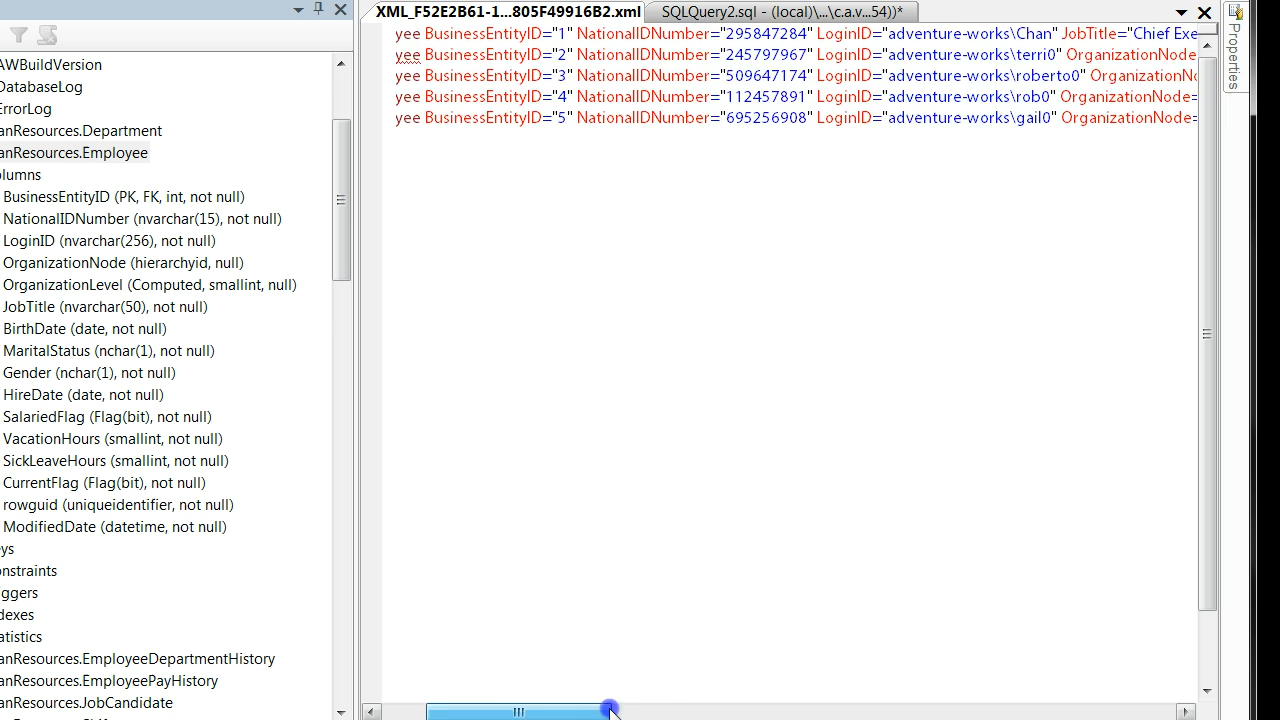 AWBuildVersion
DatabaseLog
ErrorLog
anResources.Department
anResources.Employee
olumns
BusinessEntityID (PK, FK, int, not null)
NationalIDNumber (nvarchar(15), not null)
LoginID (nvarchar(256), not null)
OrganizationNode (hierarchyid, null)
OrganizationLevel (Computed, smallint, null)
JobTitle (nvarchar(50), not null)
BirthDate (date, not null)
MaritalStatus (nchar(1), not null)
Gender (nchar(1), not null)
HireDate (date, not null)
SalariedFlag (Flag(bit), not null)
VacationHours (smallint, not null)
SickLeaveHours (smallint, not null)
CurrentFlag (Flag(bit), not null)
rowguid (uniqueidentifier, not null)
ModifiedDate (datetime, not null)
eys
onstraints
iggers
dexes
atistics
anResources.EmployeeDepartmentHistory
anResources.EmployeePayHistory
anResources.JobCandidate
XML_F52E2B61-1...805F49916B2.xml
SQLQuery2.sql - (local)\...\c.a.v...54))*
yee BusinessEntityID="1" NationalIDNumber="295847284" LoginID="adventure-works\Chan" JobTitle="Chief Exe
yee BusinessEntityID="2" NationalIDNumber="245797967" LoginID="adventure-works\terri0" OrganizationNode
yee BusinessEntityID="3" NationalIDNumber="509647174" LoginID="adventure-works\roberto0" OrganizationNo
yee BusinessEntityID="4" NationalIDNumber="112457891" LoginID="adventure-works\rob0" OrganizationNode=
yee BusinessEntityID="5" NationalIDNumber="695256908" LoginID="adventure-works\gail0" OrganizationNode=
Properties